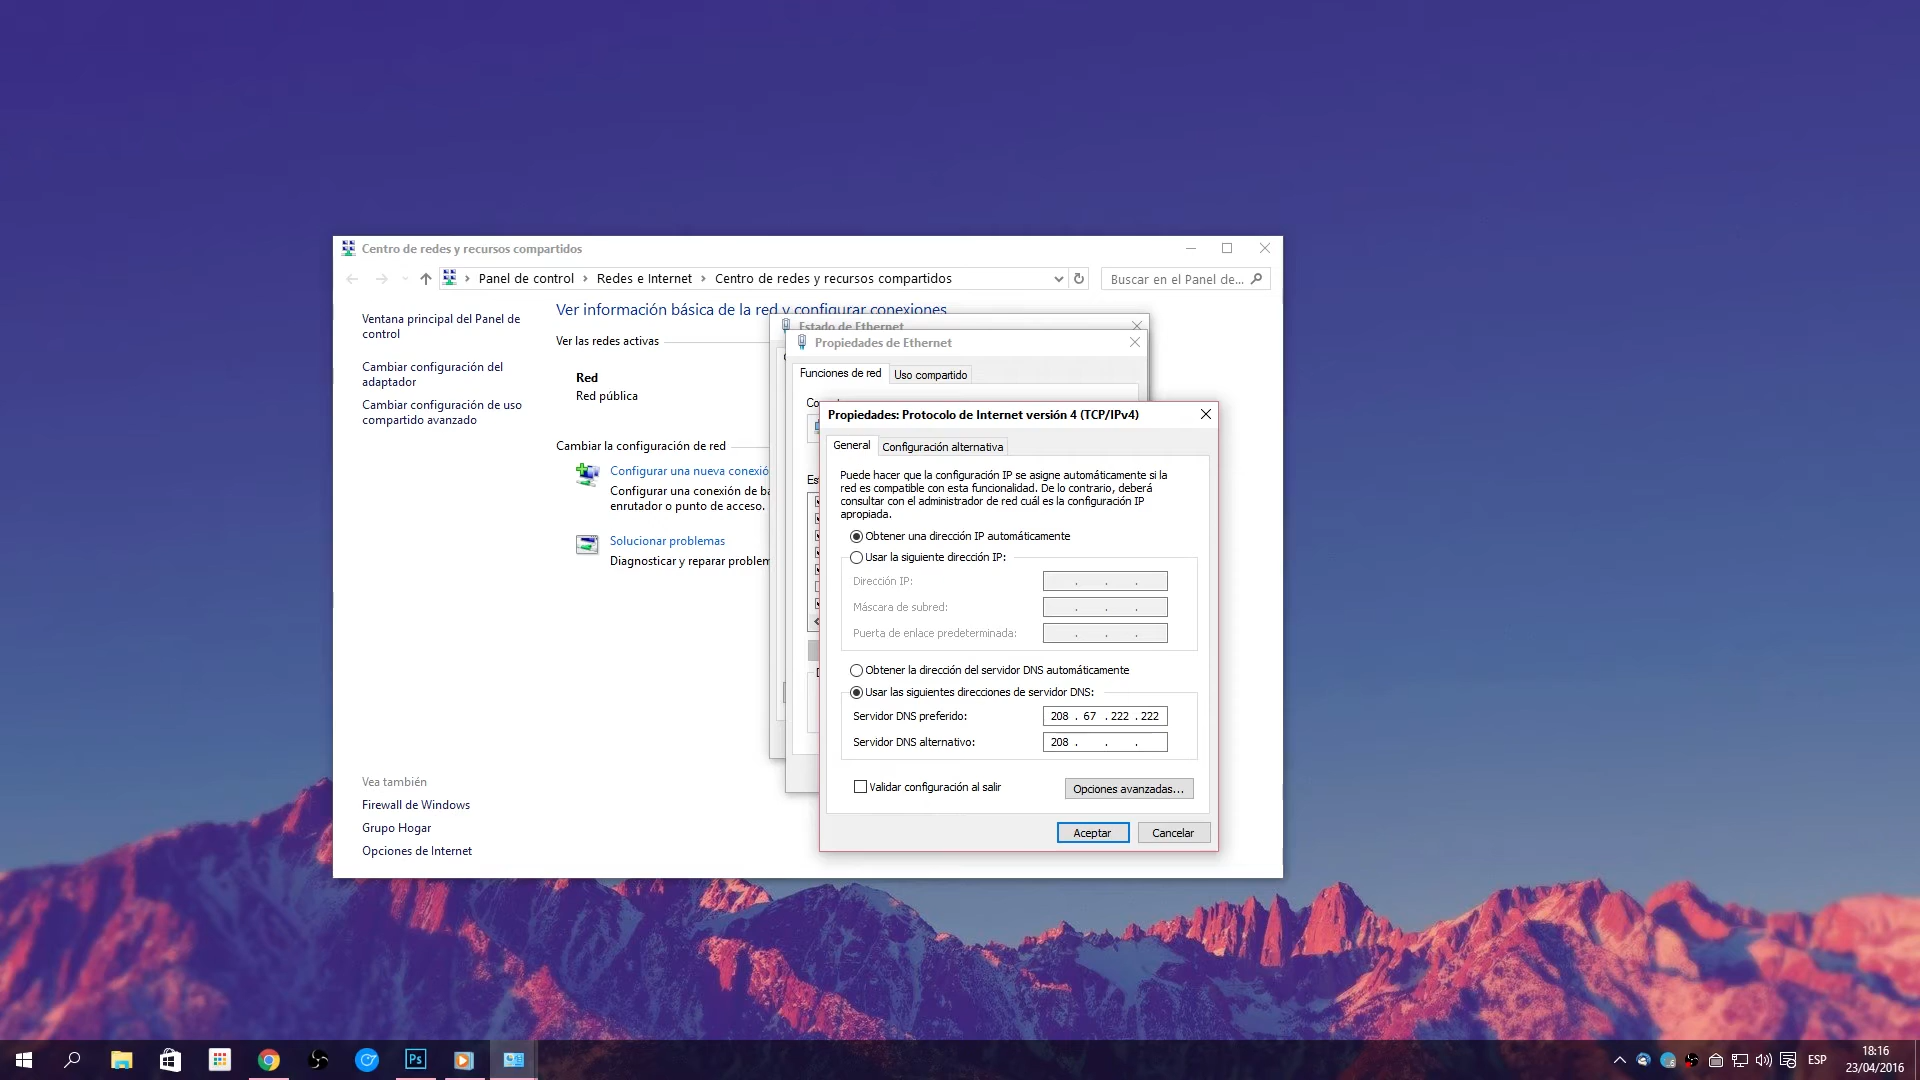 Centro de redes y recursos compartidos
Panel de control
Redes e Internet
Centro de redes y recursos compartidos
Buscar en el Panel de...
Ventana principal del Panel de
control
Cambiar configuración del
adaptador
Cambiar configuración de uso
compartido avanzado
Vea también
Firewall de Windows
Grupo Hogar
Opciones de Internet
Ver información básica de la red y configurar conexiones
Ver las redes activas
Red
Red pública
Cambiar la configuración de red
Configurar una nueva conexió
Configurar una conexión de ba
enrutador o punto de acceso.
Solucionar problemas
Diagnosticar y reparar problem
Estado de Ethernet
Propiedades de Ethernet
Funciones de red
Uso compartido
Co
Es
Propiedades: Protocolo de Internet versión 4 (TCP/IPv4)
General
Configuración alternativa
Puede hacer que la configuración IP se asigne automáticamente si la
red es compatible con esta funcionalidad. De lo contrario, deberá
consultar con el administrador de red cuál es la configuración IP
apropiada.
Obtener una dirección IP automáticamente
Usar la siguiente dirección IP:
Dirección IP: . . .
Máscara de subred: . . .
Puerta de enlace predeterminada: . . .
Obtener la dirección del servidor DNS automáticamente
Usar las siguientes direcciones de servidor DNS:
Servidor DNS preferido: 208 . 67 . 222 . 222
Servidor DNS alternativo: 208 . . .
Validar configuración al salir
Opciones avanzadas...
Aceptar
Cancelar
Ps
ESP
18:16
23/04/2016